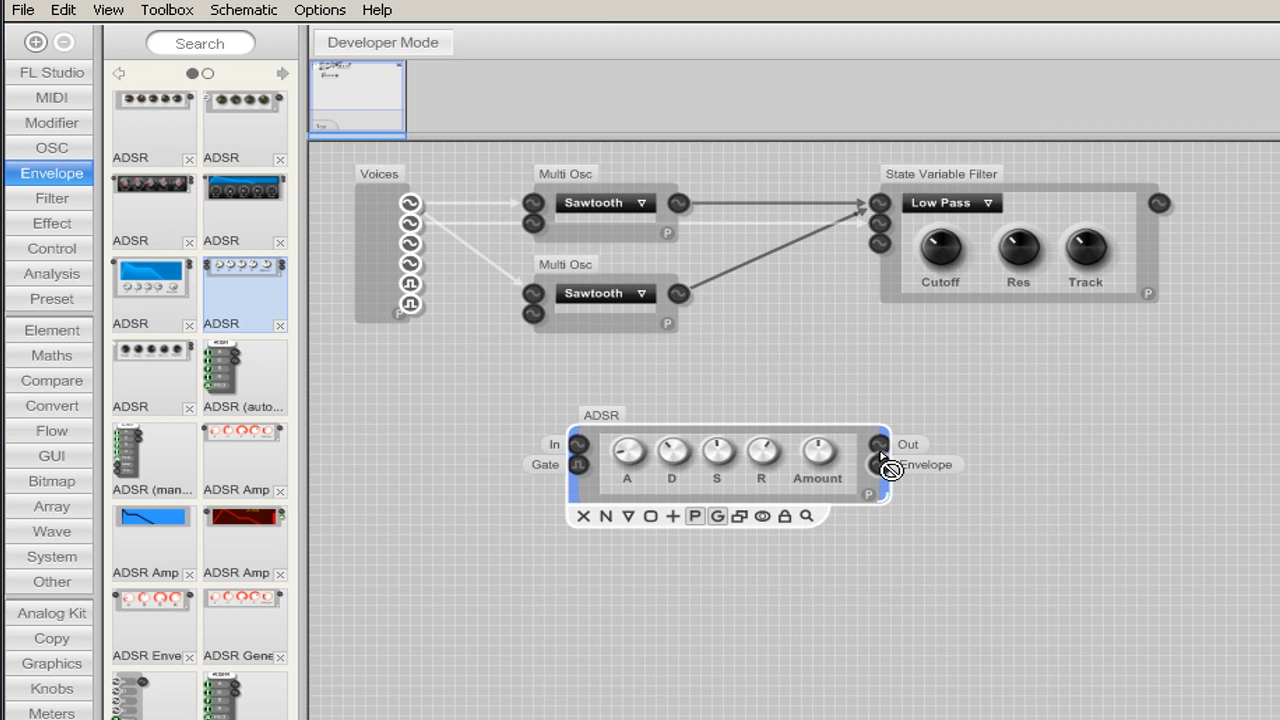 File Edit View Toolbox Schematic Options Help
Search
Developer Mode
FL Studio
MIDI
Modifier
OSC
Envelope
Filter
Effect
Control
Analysis
Preset
Element
Maths
Compare
Convert
Flow
GUI
Bitmap
Array
Wave
System
Other
Analog Kit
Copy
Graphics
Knobs
Meters
ADSR ADSR
ADSR ADSR
ADSR ADSR
ADSR ADSR (auto...
ADSR (man... ADSR Amp
ADSR Amp ADSR Amp
ADSR Enve ADSR Gene
Voices
P
Multi Osc
Sawtooth
P
Multi Osc
Sawtooth
P
State Variable Filter
Low Pass
Cutoff Res Track
P
ADSR
In
Gate
A D S R Amount
Out
Envelope
P
X N P G